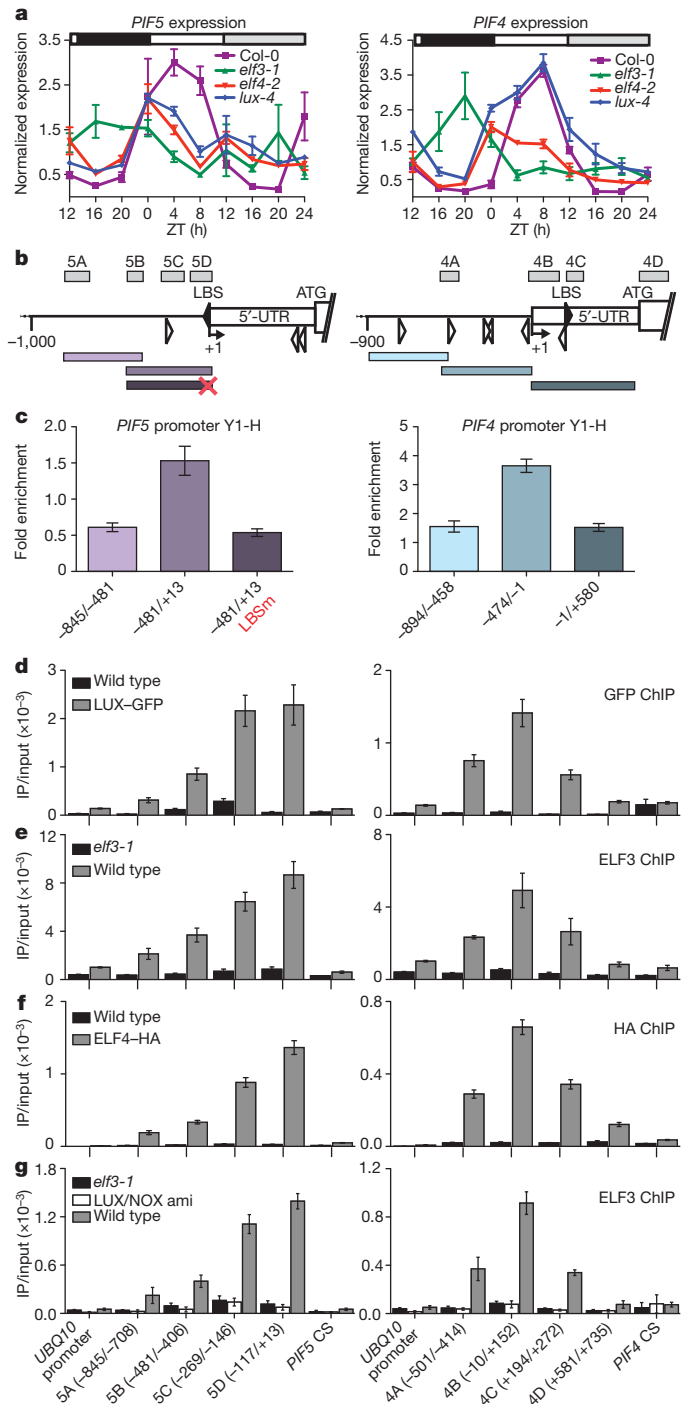 a
PIF5 expression
PIF4 expression
Normalized expression
3.5
2.5
1.5
0.5
12 16 20 0 4 8 12 16 20 24
ZT (h)
Col-0
elf3-1
elf4-2
lux-4
Normalized expression
4.5
3.5
2.5
1.5
0.5
12 16 20 0 4 8 12 16 20 24
ZT (h)
Col-0
elf3-1
elf4-2
lux-4
b
5A 5B 5C 5D
LBS ATG
5′-UTR
−1,000
+1
4A 4B 4C 4D
LBS ATG
5′-UTR
−900
+1
c
PIF5 promoter Y1-H
Fold enrichment
2.0
1.5
1.0
0.5
0
−845/−481
−481/+13
−481/+13
LBSm
PIF4 promoter Y1-H
Fold enrichment
5
4
3
2
1
0
−894/−458
−474/−1
−1/+580
d
IP/input (×10−3)
3
2
1
0
Wild type
LUX–GFP
2
1
0
GFP ChIP
e
IP/input (×10−3)
12
8
4
0
elf3-1
Wild type
8
4
0
ELF3 ChIP
f
IP/input (×10−3)
2
1
0
Wild type
ELF4–HA
0.8
0.4
0.0
HA ChIP
g
IP/input (×10−3)
1.8
1.2
0.6
0.0
elf3-1
LUX/NOX ami
Wild type
1.2
0.8
0.4
0.0
ELF3 ChIP
UBQ10
promoter
5A (−845/−708)
5B (−481/−406)
5C (−269/−146)
5D (−117/+13)
PIF5 CS
UBQ10
promoter
4A (−501/−414)
4B (−10/+152)
4C (+194/+272)
4D (+581/+735)
PIF4 CS